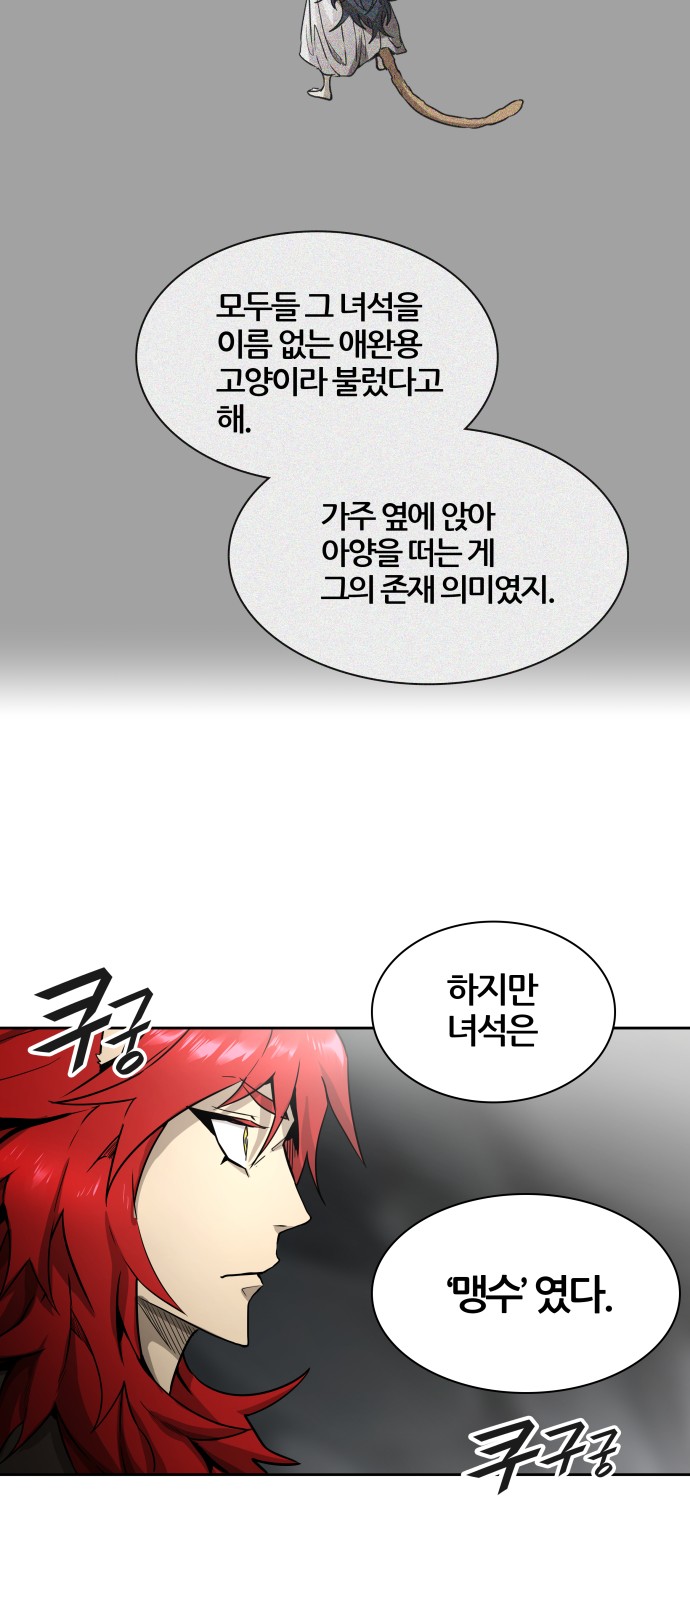 모두들 그 녀석을
이름 없는 애완용
고양이라 불렀다고
해.
가주 옆에 앉아
아양을 떠는 게
그의 존재 의미였지.
쿠궁
하지만
녀석은
‘맹수’ 였다.
쿠구궁